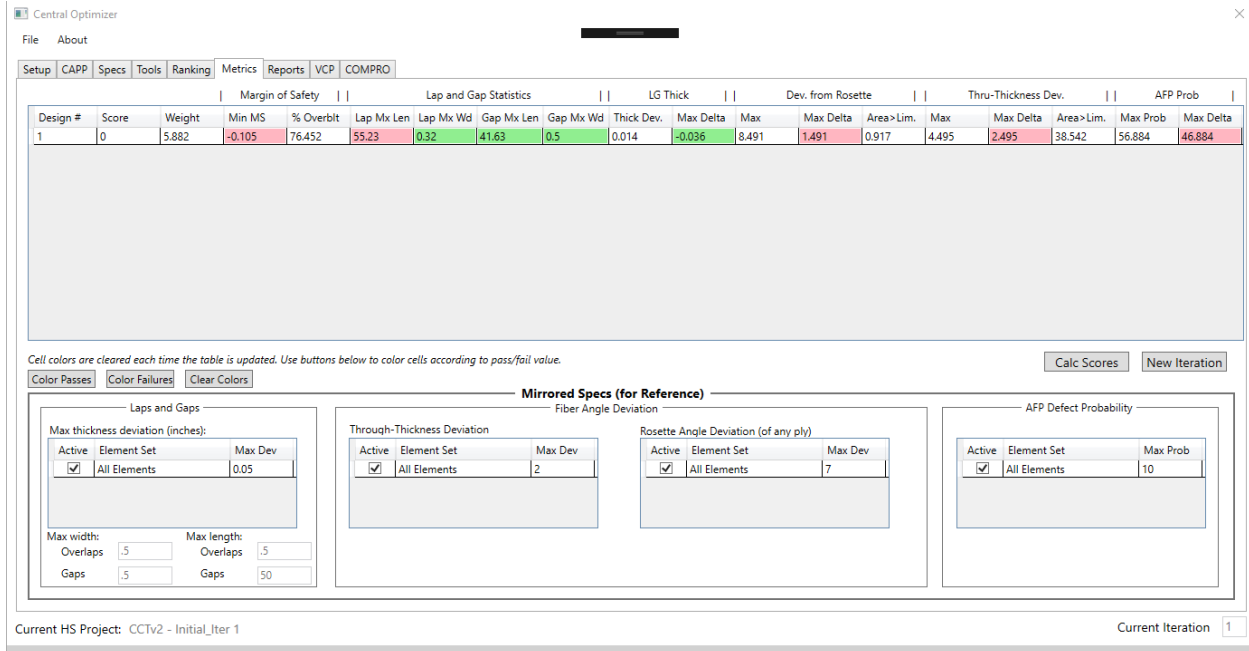 Central Optimizer
File About
Setup CAPP Specs Tools Ranking Metrics Reports VCP COMPRO
| Margin of Safety | | Lap and Gap Statistics | | LG Thick | | Dev. from Rosette | | Thru-Thickness Dev. | | AFP Prob |
Design # Score Weight Min MS % Overblt Lap Mx Len Lap Mx Wd Gap Mx Len Gap Mx Wd Thick Dev. Max Delta Max Max Delta Area>Lim. Max Max Delta Area>Lim. Max Prob Max Delta
1 0 5.882 -0.105 76.452 55.23 0.32 41.63 0.5 0.014 -0.036 8.491 1.491 0.917 4.495 2.495 38.542 56.884 46.884
Cell colors are cleared each time the table is updated. Use buttons below to color cells according to pass/fail value.
Calc Scores New Iteration
Color Passes Color Failures Clear Colors
Mirrored Specs (for Reference)
Laps and Gaps Fiber Angle Deviation AFP Defect Probability
Max thickness deviation (inches): Through-Thickness Deviation Rosette Angle Deviation (of any ply)
Active Element Set Max Dev Active Element Set Max Dev Active Element Set Max Dev Active Element Set Max Prob
All Elements 0.05 All Elements 2 All Elements 7 All Elements 10
Max width: Max length:
Overlaps .5 Overlaps .5
Gaps .5 Gaps 50
Current HS Project: CCTv2 - Initial_Iter 1 Current Iteration 1